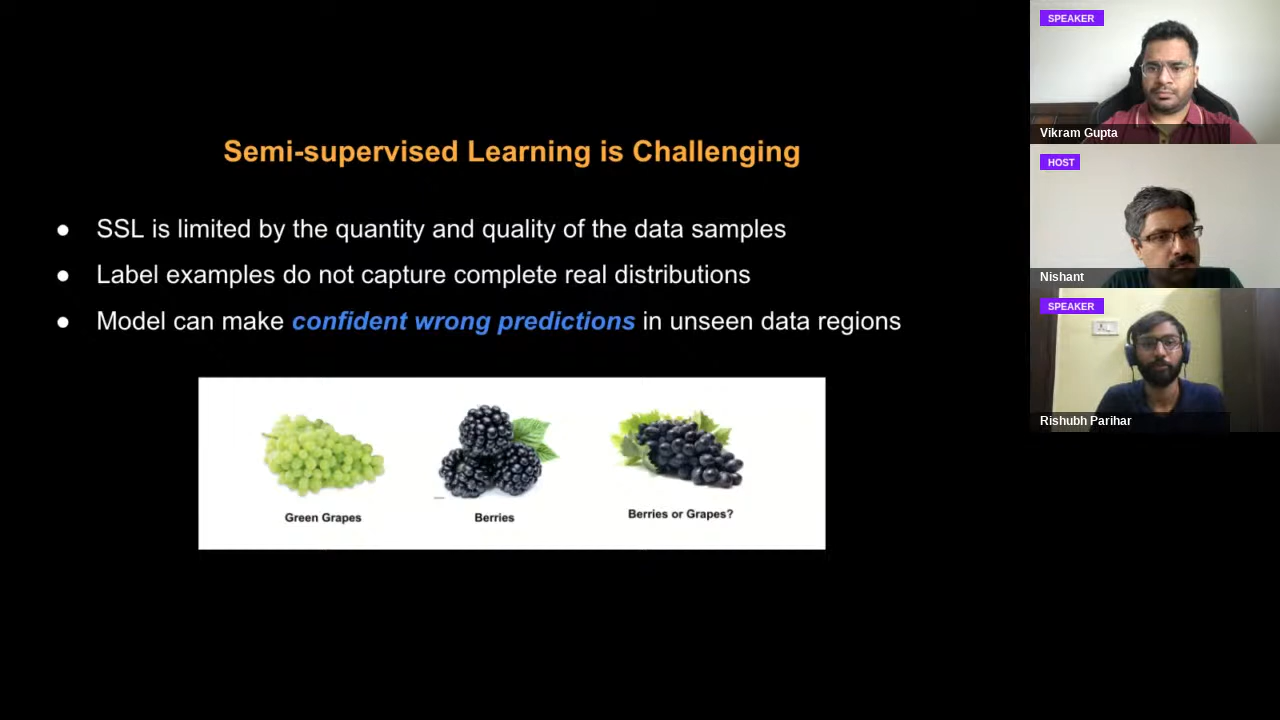 Semi-supervised Learning is Challenging
● SSL is limited by the quantity and quality of the data samples
● Label examples do not capture complete real distributions
● Model can make confident wrong predictions in unseen data regions
Green Grapes
Berries
Berries or Grapes?
SPEAKER
Vikram Gupta
HOST
Nishant
SPEAKER
Rishubh Parihar